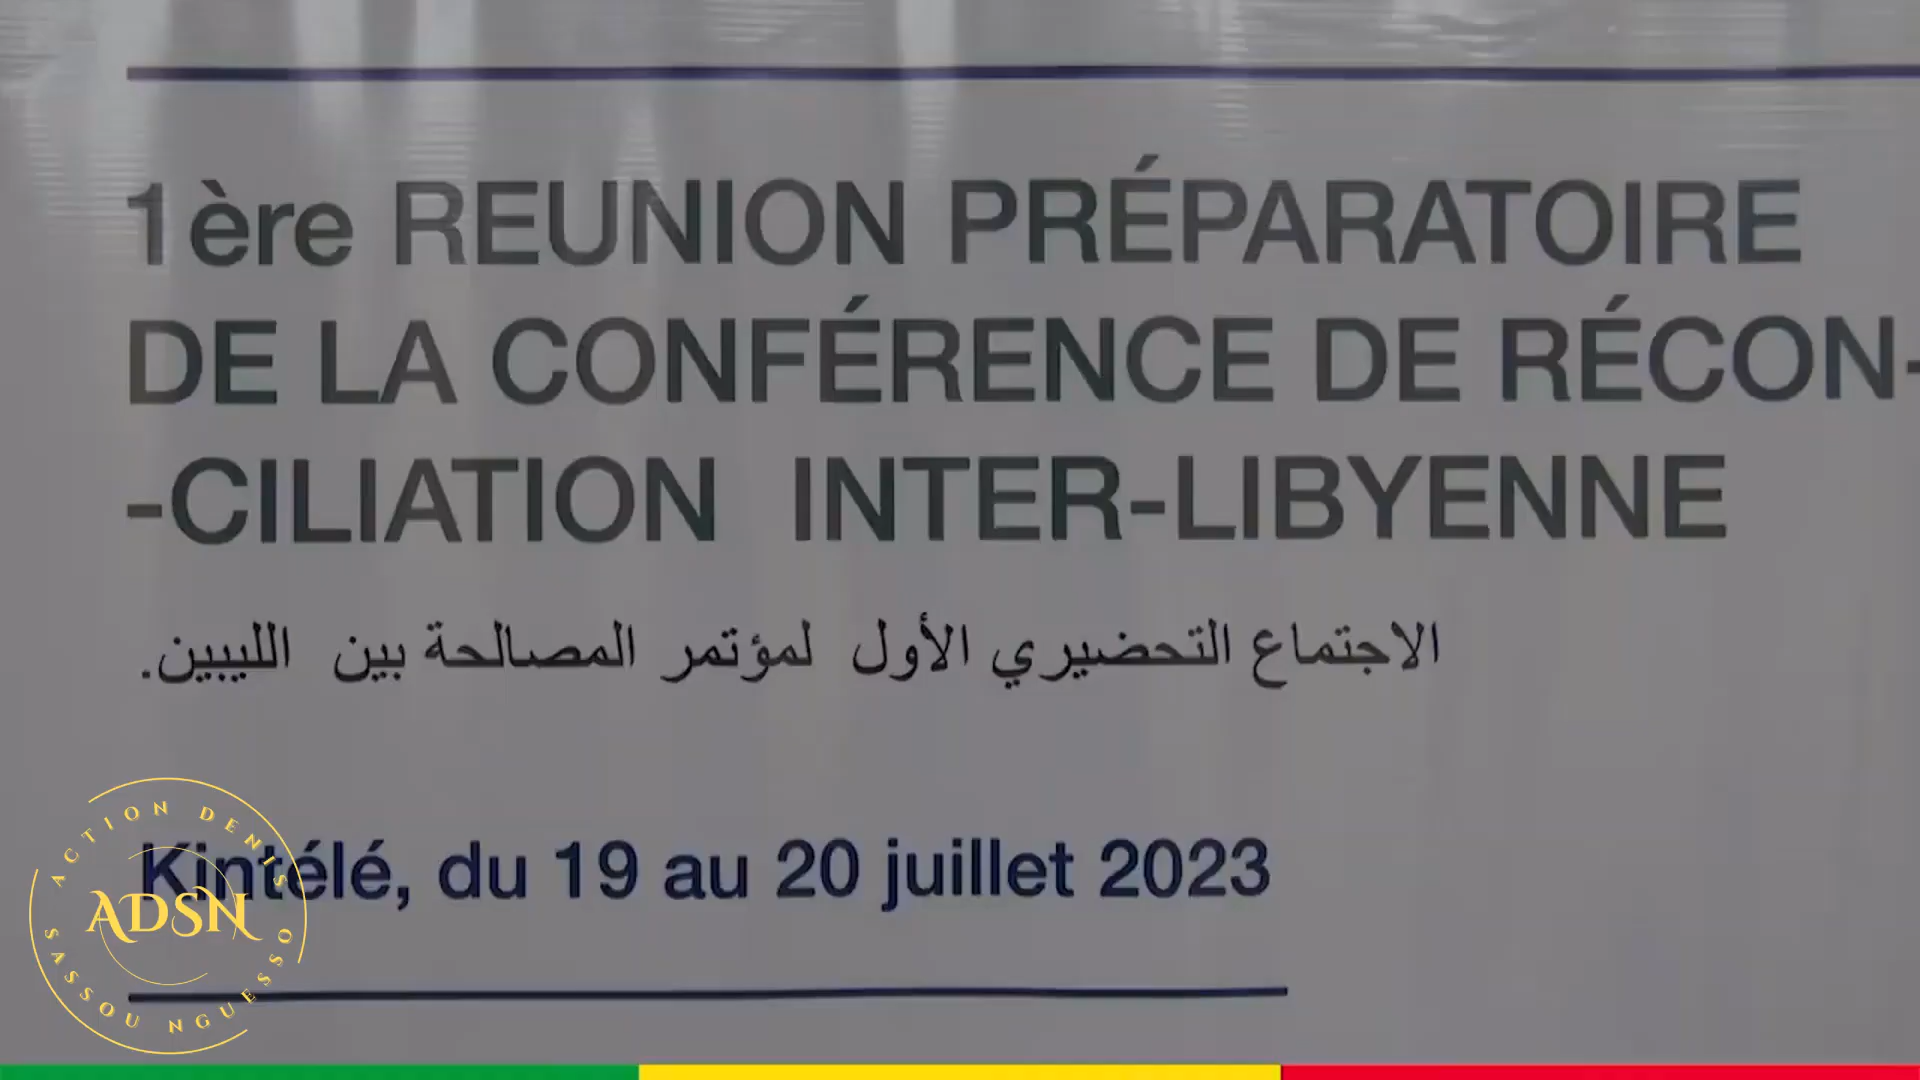 1ère REUNION PRÉPARATOIRE
DE LA CONFÉRENCE DE RÉCON-
-CILIATION INTER-LIBYENNE
الاجتماع التحضيري الأول لمؤتمر المصالحة بين الليبين.
Kintélé, du 19 au 20 juillet 2023
ACTION DENIS
ADSN
SASSOU NGUESSO